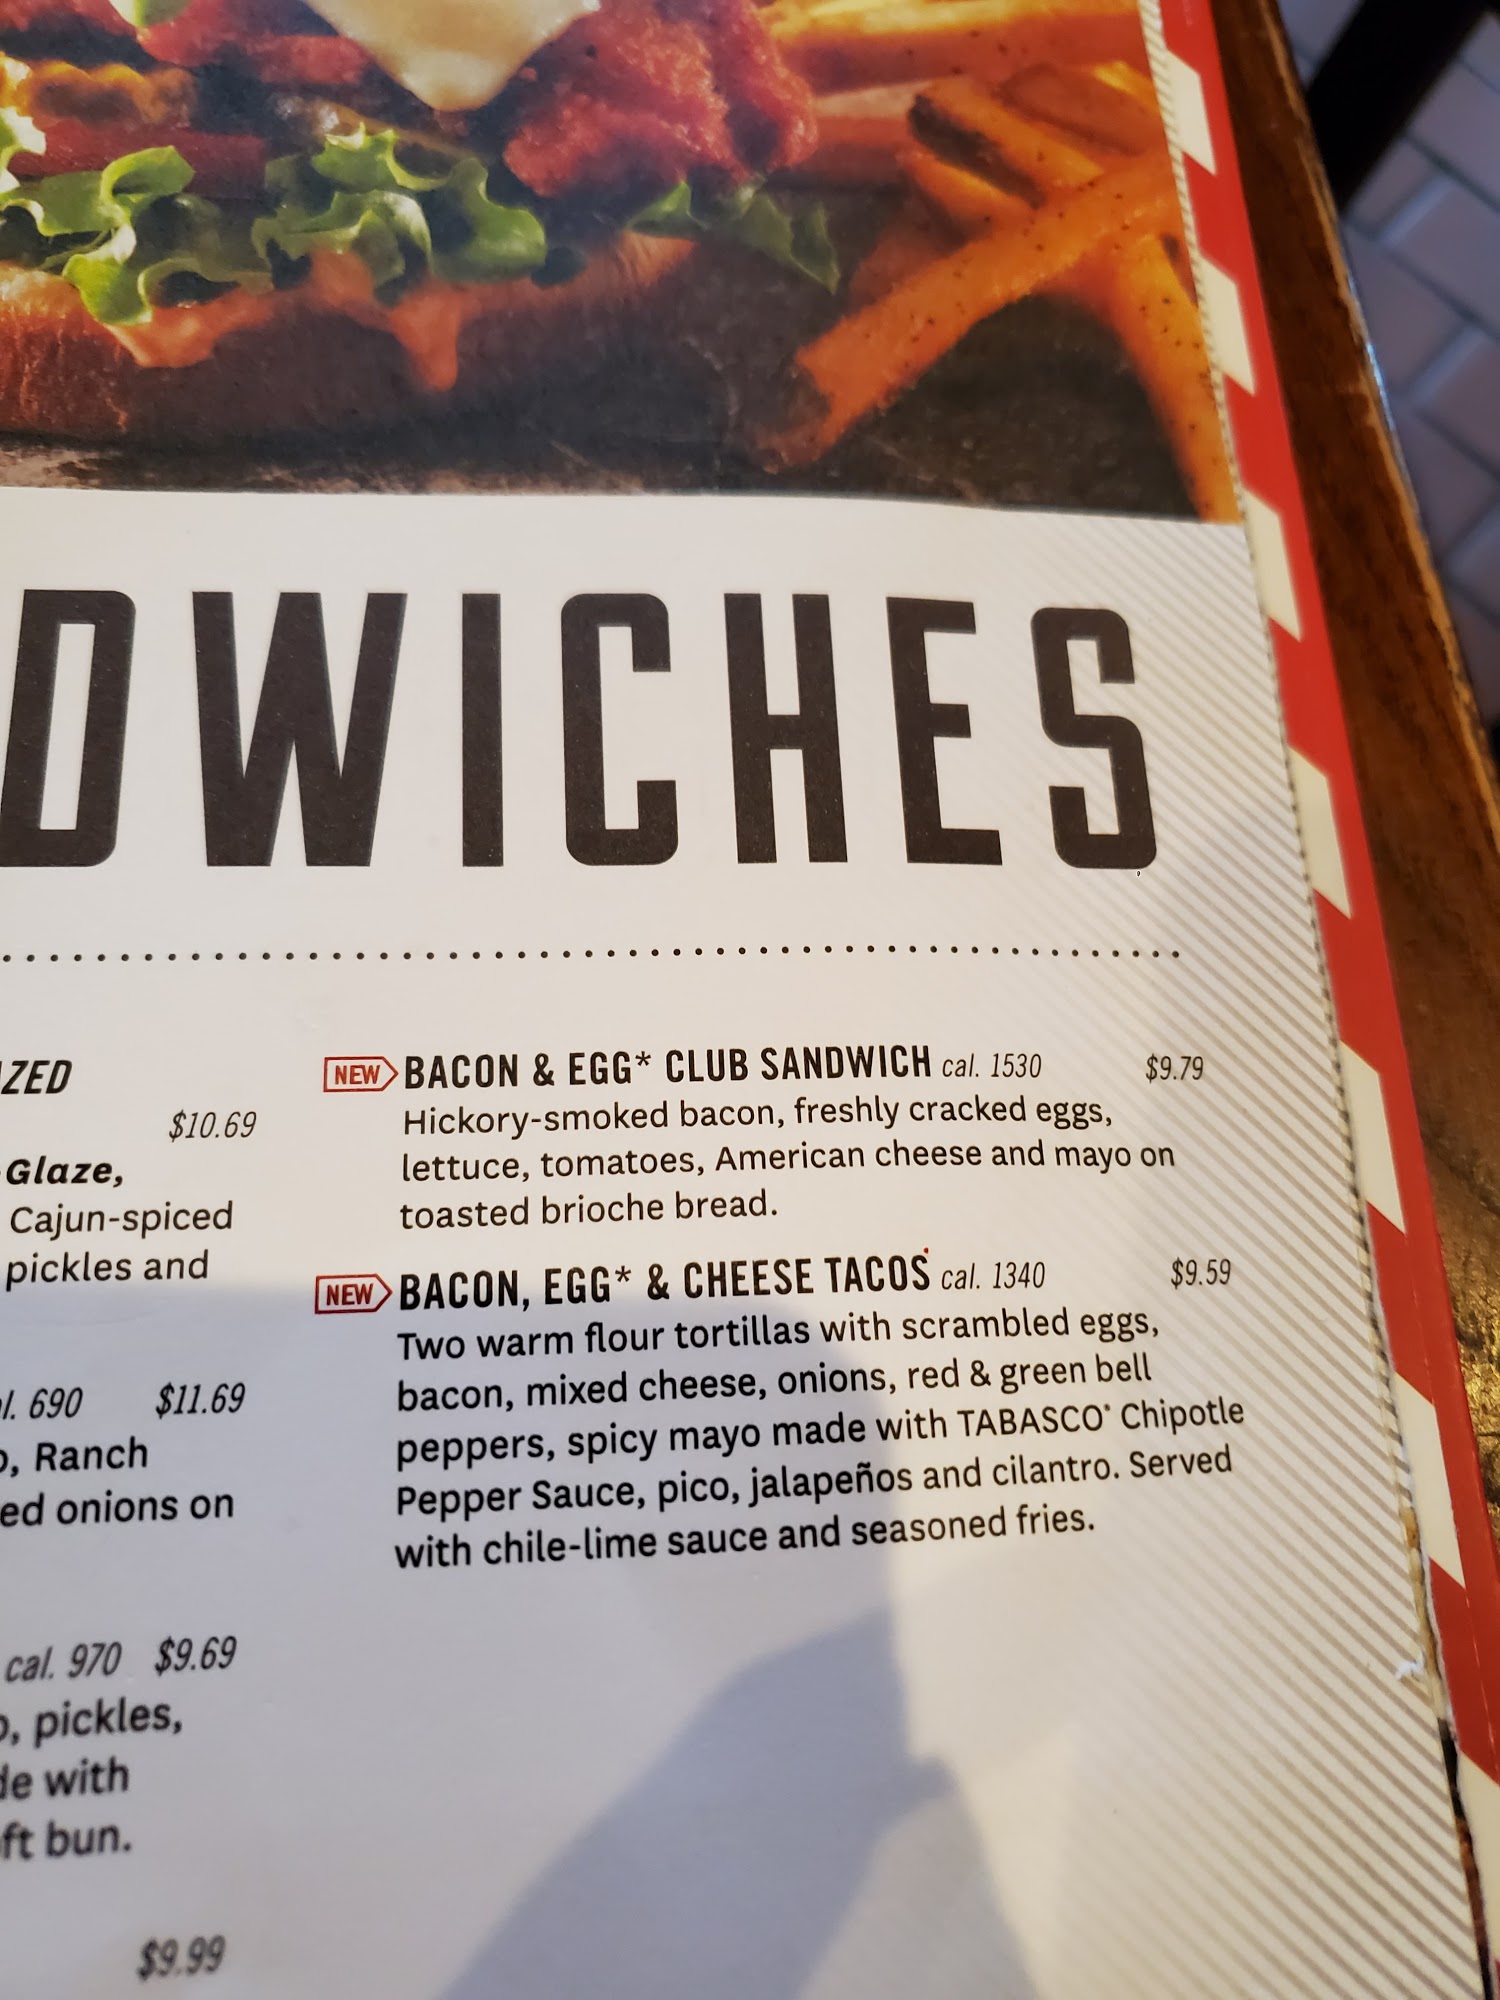 DWICHES
ZED
$10.69
Glaze,
Cajun-spiced
pickles and
690 $11.69
Ranch
onions on
cal. 970 $9.69
pickles,
with
bun.
$9.99
NEW BACON & EGG* CLUB SANDWICH cal. 1530 $9.79
Hickory-smoked bacon, freshly cracked eggs,
lettuce, tomatoes, American cheese and mayo on
toasted brioche bread.
NEW BACON, EGG* & CHEESE TACOS cal. 1340 $9.59
Two warm flour tortillas with scrambled eggs,
bacon, mixed cheese, onions, red & green bell
peppers, spicy mayo made with TABASCO® Chipotle
Pepper Sauce, pico, jalapeños and cilantro. Served
with chile-lime sauce and seasoned fries.